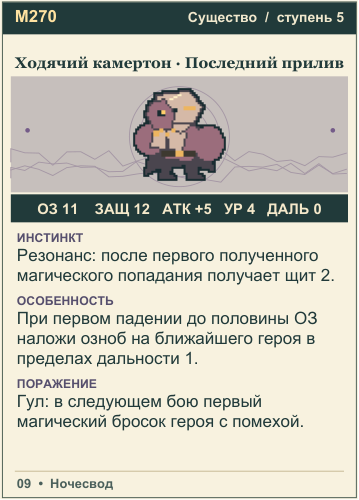 М270
Существо / ступень 5
Ходячий камертон · Последний прилив
ОЗ 11 ЗАЩ 12 АТК +5 УР 4 ДАЛЬ 0
ИНСТИНКТ
Резонанс: после первого полученного
магического попадания получает щит 2.
ОСОБЕННОСТЬ
При первом падении до половины ОЗ
наложи озноб на ближайшего героя в
пределах дальности 1.
ПОРАЖЕНИЕ
Гул: в следующем бою первый
магический бросок героя с помехой.
09 • Ночесвод